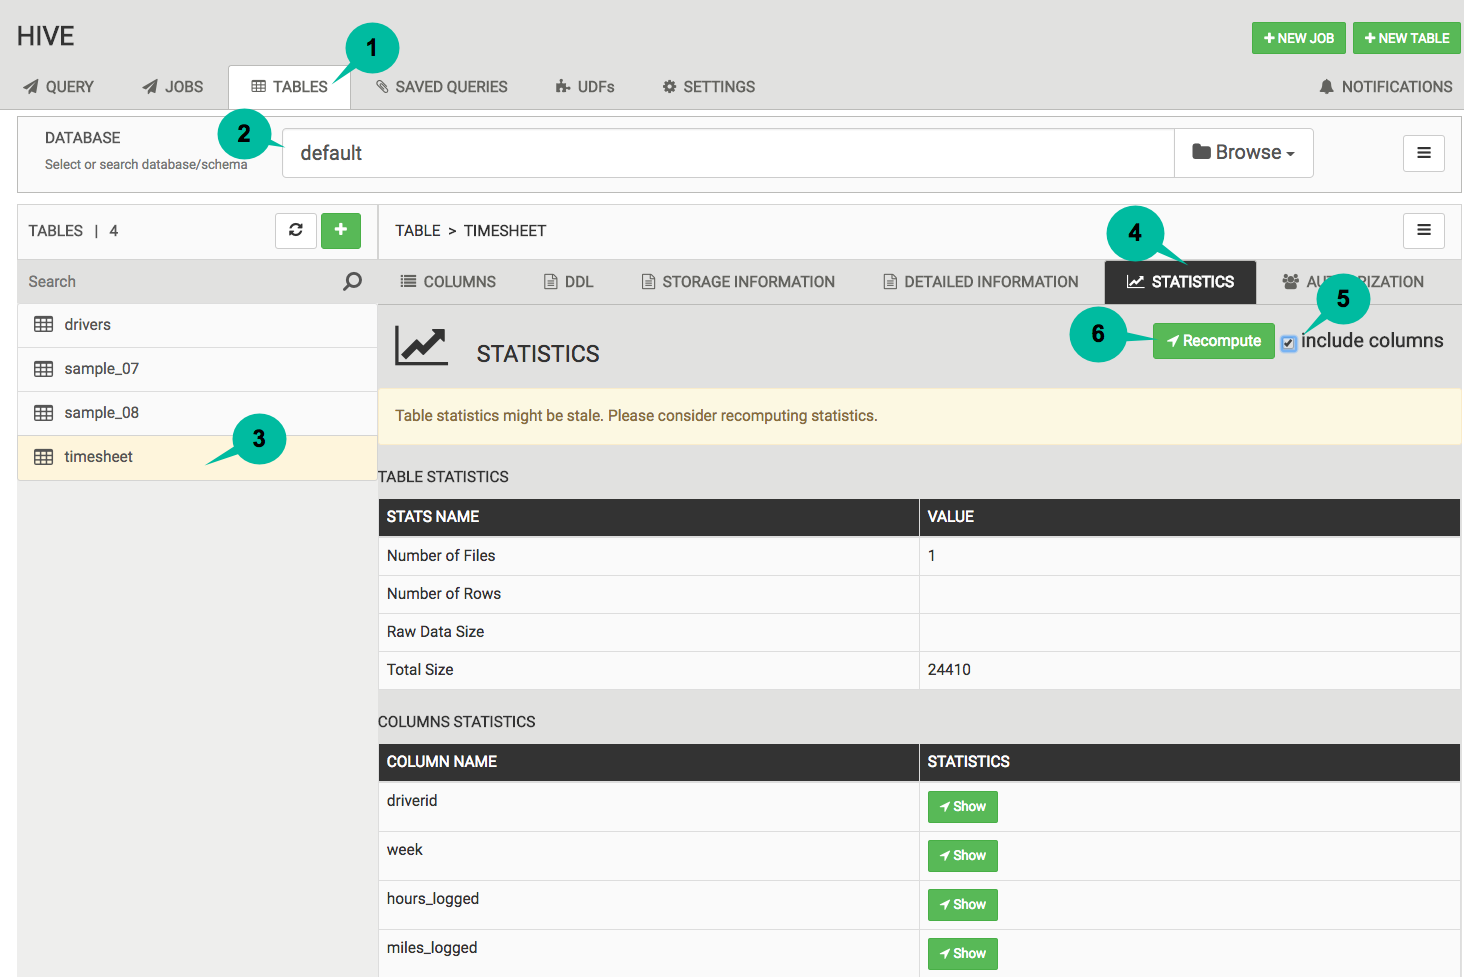 HIVE
+ NEW JOB + NEW TABLE
QUERY JOBS TABLES 1 SAVED QUERIES UDFs SETTINGS NOTIFICATIONS
DATABASE 2 default Browse
Select or search database/schema
TABLES | 4 + TABLE > TIMESHEET 4
Search COLUMNS DDL STORAGE INFORMATION DETAILED INFORMATION STATISTICS
drivers
sample_07
sample_08
timesheet 3
STATISTICS 6 Recompute 5 include columns
Table statistics might be stale. Please consider recomputing statistics.
TABLE STATISTICS
STATS NAME VALUE
Number of Files 1
Number of Rows
Raw Data Size
Total Size 24410
COLUMNS STATISTICS
COLUMN NAME STATISTICS
driverid Show
week Show
hours_logged Show
miles_logged Show